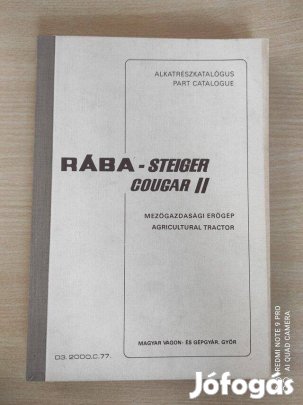 ALKATRÉSZKATALÓGUS
PART CATALOGUE
RÁBA - STEIGER
COUGAR II
MEZŐGAZDASÁGI ERŐGÉP
AGRICULTURAL TRACTOR
MAGYAR VAGON- ÉS GÉPGYÁR, GYŐR
D3. 2000.C.77.
REDMI NOTE 9 PRO
AI QUAD CAMERA
Jófogás